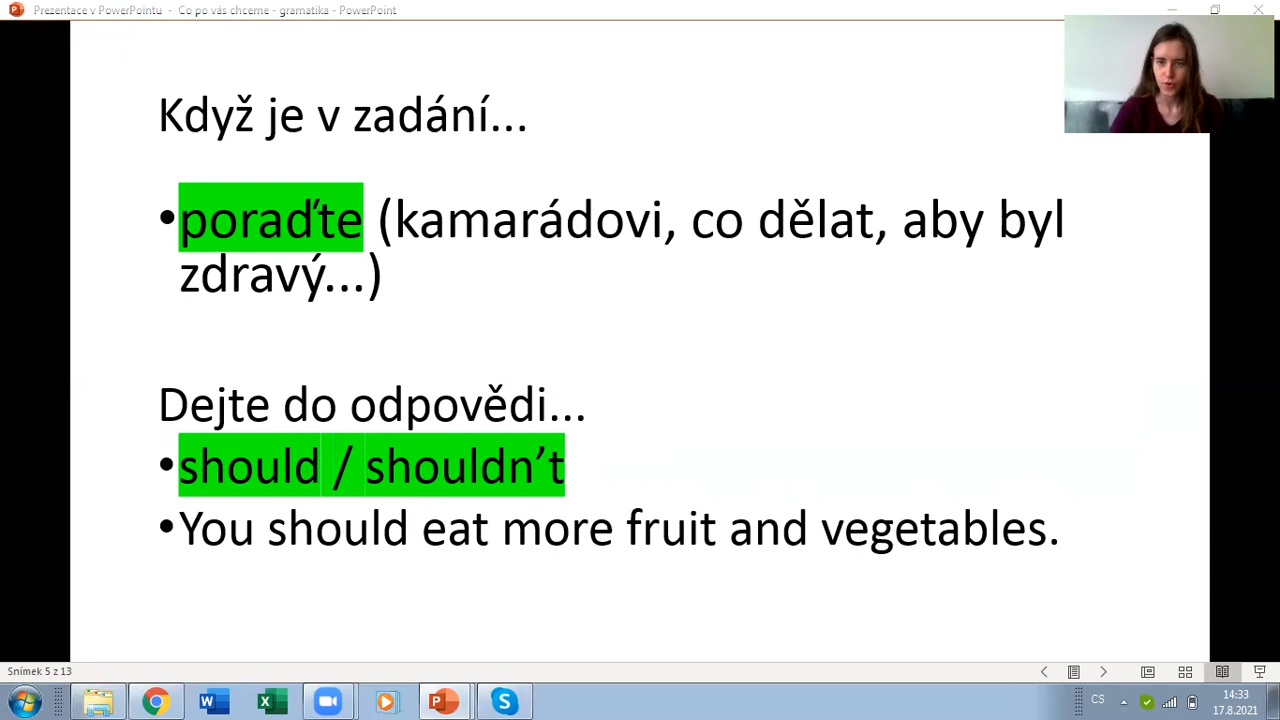 Prezentace v PowerPointu - Co po vás chceme - gramatika - PowerPoint
Když je v zadání...
•poraďte (kamarádovi, co dělat, aby byl
zdravý...)
Dejte do odpovědi...
•should / shouldn’t
•You should eat more fruit and vegetables.
Snímek 5 z 13
CS
14:33
17.8.2021